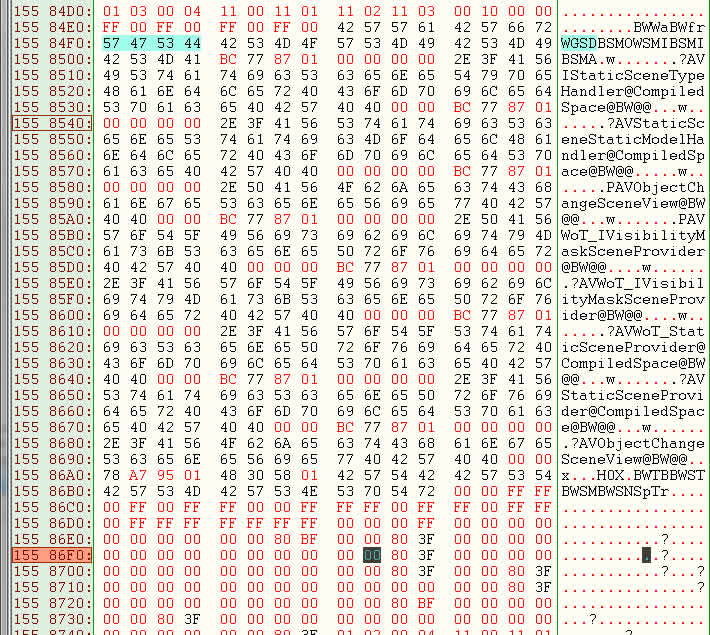 155 84D0: 01 03 00 04 11 00 11 01 11 02 11 03 00 10 00 00 ................
155 84E0: FF 00 FF 00 FF 00 FF 00 42 57 57 61 42 57 66 72 ........BWWaBWfr
155 84F0: 57 47 53 44 42 53 4D 4F 57 53 4D 49 42 53 4D 49 WGSDBSMOWSMIBSMI
155 8500: 42 53 4D 41 BC 77 87 01 00 00 00 00 2E 3F 41 56 BSMA.w.......?AV
155 8510: 49 53 74 61 74 69 63 53 63 65 6E 65 54 79 70 65 IStaticSceneType
155 8520: 48 61 6E 64 6C 65 72 40 43 6F 6D 70 69 6C 65 64 Handler@Compiled
155 8530: 53 70 61 63 65 40 42 57 40 40 00 00 BC 77 87 01 Space@BW@@...w..
155 8540: 00 00 00 00 2E 3F 41 56 53 74 61 74 69 63 53 63 .....?AVStaticSc
155 8550: 65 6E 65 53 74 61 74 69 63 4D 6F 64 65 6C 48 61 eneStaticModelHa
155 8560: 6E 64 6C 65 72 40 43 6F 6D 70 69 6C 65 64 53 70 ndler@CompiledSp
155 8570: 61 63 65 40 42 57 40 40 00 00 00 00 BC 77 87 01 ace@BW@@.....w..
155 8580: 00 00 00 00 2E 50 41 56 4F 62 6A 65 63 74 43 68 .....PAVObjectCh
155 8590: 61 6E 67 65 53 63 65 6E 65 56 69 65 77 40 42 57 angeSceneView@BW
155 85A0: 40 40 00 00 BC 77 87 01 00 00 00 00 2E 50 41 56 @@...w.......PAV
155 85B0: 57 6F 54 5F 49 56 69 73 69 62 69 6C 69 74 79 4D WoT_IVisibilityM
155 85C0: 61 73 6B 53 63 65 6E 65 50 72 6F 76 69 64 65 72 askSceneProvider
155 85D0: 40 42 57 40 40 00 00 00 BC 77 87 01 00 00 00 00 @BW@@....w......
155 85E0: 2E 3F 41 56 57 6F 54 5F 49 56 69 73 69 62 69 6C .?AVWoT_IVisibil
155 85F0: 69 74 79 4D 61 73 6B 53 63 65 6E 65 50 72 6F 76 ityMaskSceneProv
155 8600: 69 64 65 72 40 42 57 40 40 00 00 00 BC 77 87 01 ider@BW@@....w..
155 8610: 00 00 00 00 2E 3F 41 56 57 6F 54 5F 53 74 61 74 .....?AVWoT_Stat
155 8620: 69 63 53 63 65 6E 65 50 72 6F 76 69 64 65 72 40 icSceneProvider@
155 8630: 43 6F 6D 70 69 6C 65 64 53 70 61 63 65 40 42 57 CompiledSpace@BW
155 8640: 40 40 00 00 BC 77 87 01 00 00 00 00 2E 3F 41 56 @@...w.......?AV
155 8650: 53 74 61 74 69 63 53 63 65 6E 65 50 72 6F 76 69 StaticSceneProvi
155 8660: 64 65 72 40 43 6F 6D 70 69 6C 65 64 53 70 61 63 der@CompiledSpac
155 8670: 65 40 42 57 40 40 00 00 BC 77 87 01 00 00 00 00 e@BW@@...w......
155 8680: 2E 3F 41 56 4F 62 6A 65 63 74 43 68 61 6E 67 65 .?AVObjectChange
155 8690: 53 63 65 6E 65 56 69 65 77 40 42 57 40 40 00 00 SceneView@BW@@..
155 86A0: 78 A7 95 01 48 30 58 01 42 57 54 42 42 57 53 54 x...H0X.BWTBBWST
155 86B0: 42 57 53 4D 42 57 53 4E 53 70 54 72 00 00 FF FF BWSMBWSNSpTr....
155 86C0: 00 FF 00 FF 00 FF 00 FF FF FF 00 FF 00 00 00 00 ................
155 86D0: 00 FF FF FF FF FF FF FF 00 00 00 00 00 00 00 00 ................
155 86E0: 00 00 00 00 00 00 80 BF 00 00 80 3F 00 00 00 00 ...........?....
155 86F0: 00 00 00 00 00 00 00 00 00 00 80 3F 00 00 00 00 ...........?....
155 8700: 00 00 00 00 00 00 00 00 00 00 80 3F 00 00 80 3F ...........?...?
155 8710: 00 00 00 00 00 00 00 00 00 00 00 00 00 00 80 3F ...............?
155 8720: 00 00 00 00 00 00 00 00 00 00 80 BF 00 00 00 00 ................
155 8730: 00 00 80 3F 00 00 00 00 00 00 00 00 00 00 00 00 ...?............